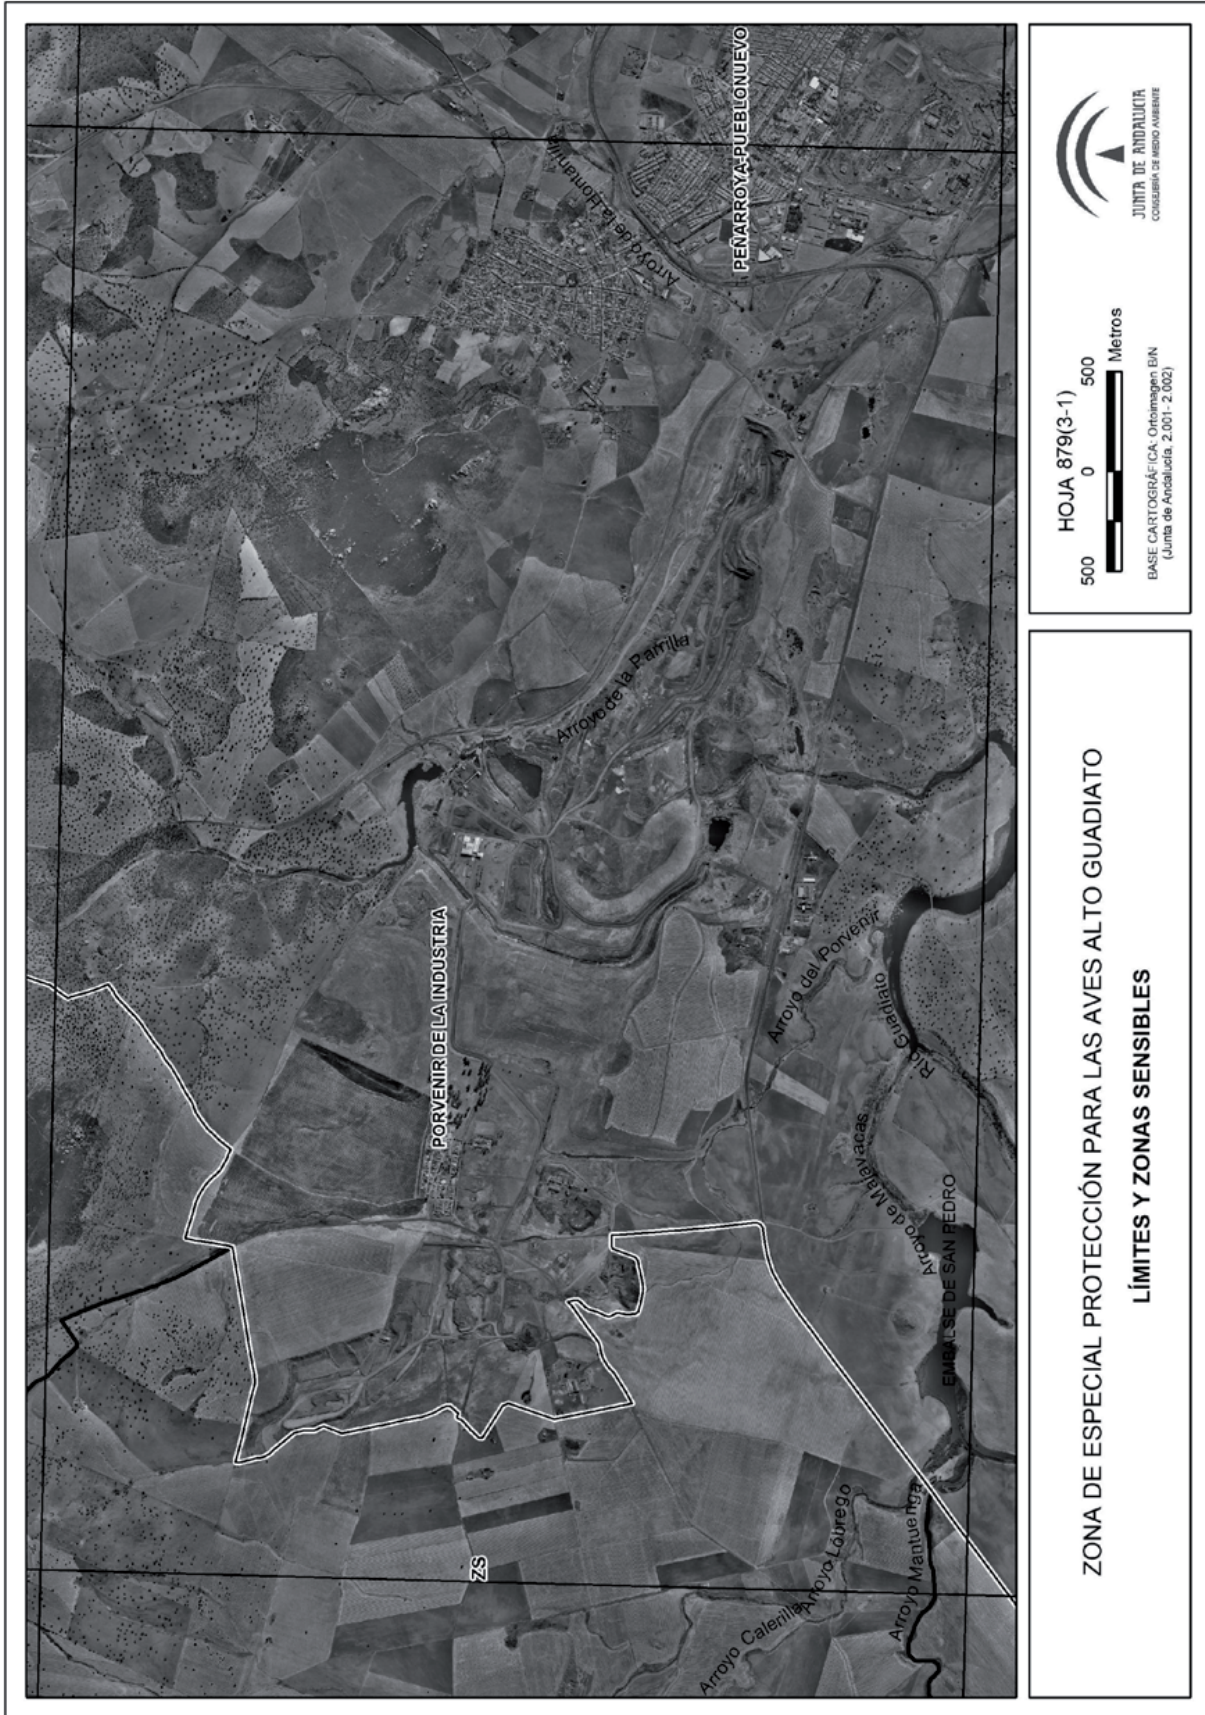 PEÑARROYA-PUEBLONUEVO
Arroyo de la Hontanilla
Arroyo de la Parrilla
PORVENIR DE LA INDUSTRIA
Arroyo del Porvenir
Río Guadiato
Arroyo de Malavacas
EMBALSE DE SAN PEDRO
ZS
Arroyo Lóbrego
Arroyo Mantuenga
Arroyo Calerilla
ZONA DE ESPECIAL PROTECCIÓN PARA LAS AVES ALTO GUADIATO
LÍMITES Y ZONAS SENSIBLES
HOJA 879(3-1)
500 0 500
Metros
BASE CARTOGRÁFICA: Ortoimagen B/N
(Junta de Andalucía, 2.001- 2.002)
JUNTA DE ANDALUCIA
CONSEJERÍA DE MEDIO AMBIENTE